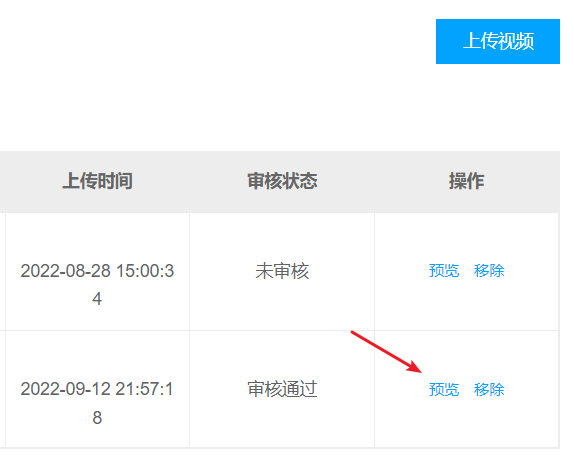 上传视频
上传时间 审核状态 操作
2022-08-28 15:00:3
4
未审核
预览 移除
2022-09-12 21:57:1
8
审核通过
预览 移除